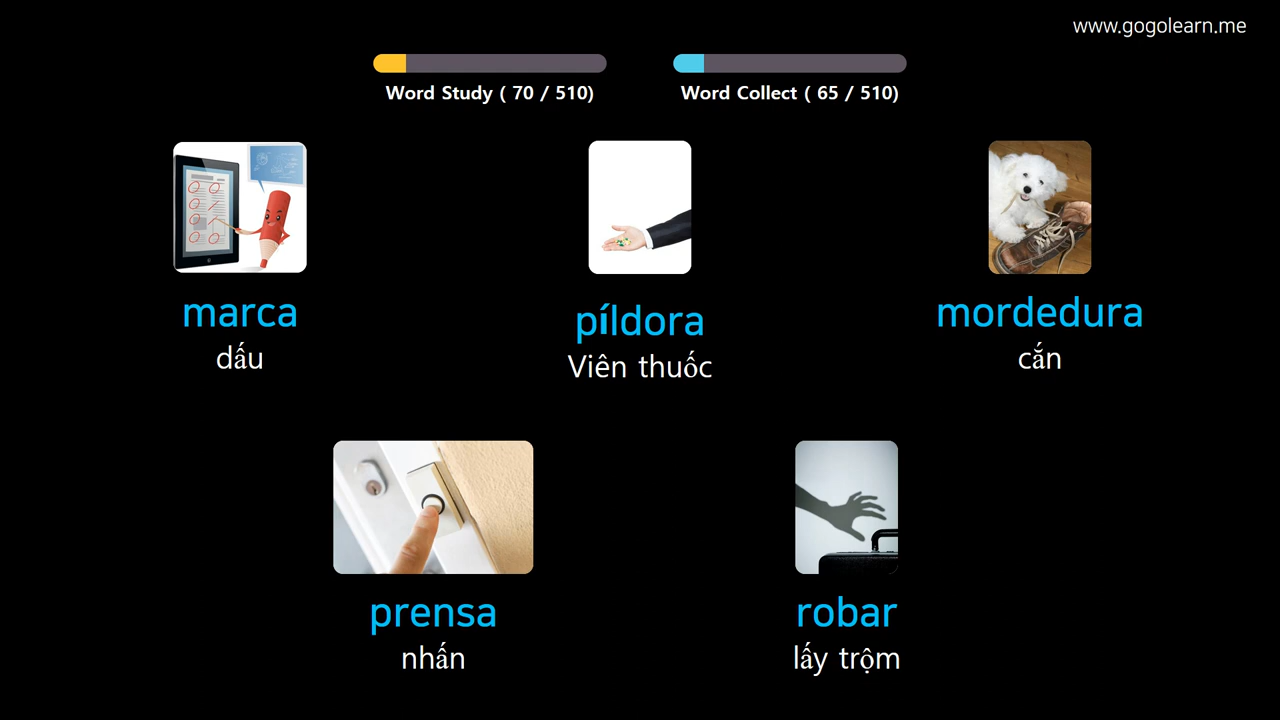 www.gogolearn.me
Word Study ( 70 / 510)
Word Collect ( 65 / 510)
marca
dấu
píldora
Viên thuốc
mordedura
cắn
prensa
nhấn
robar
lấy trộm